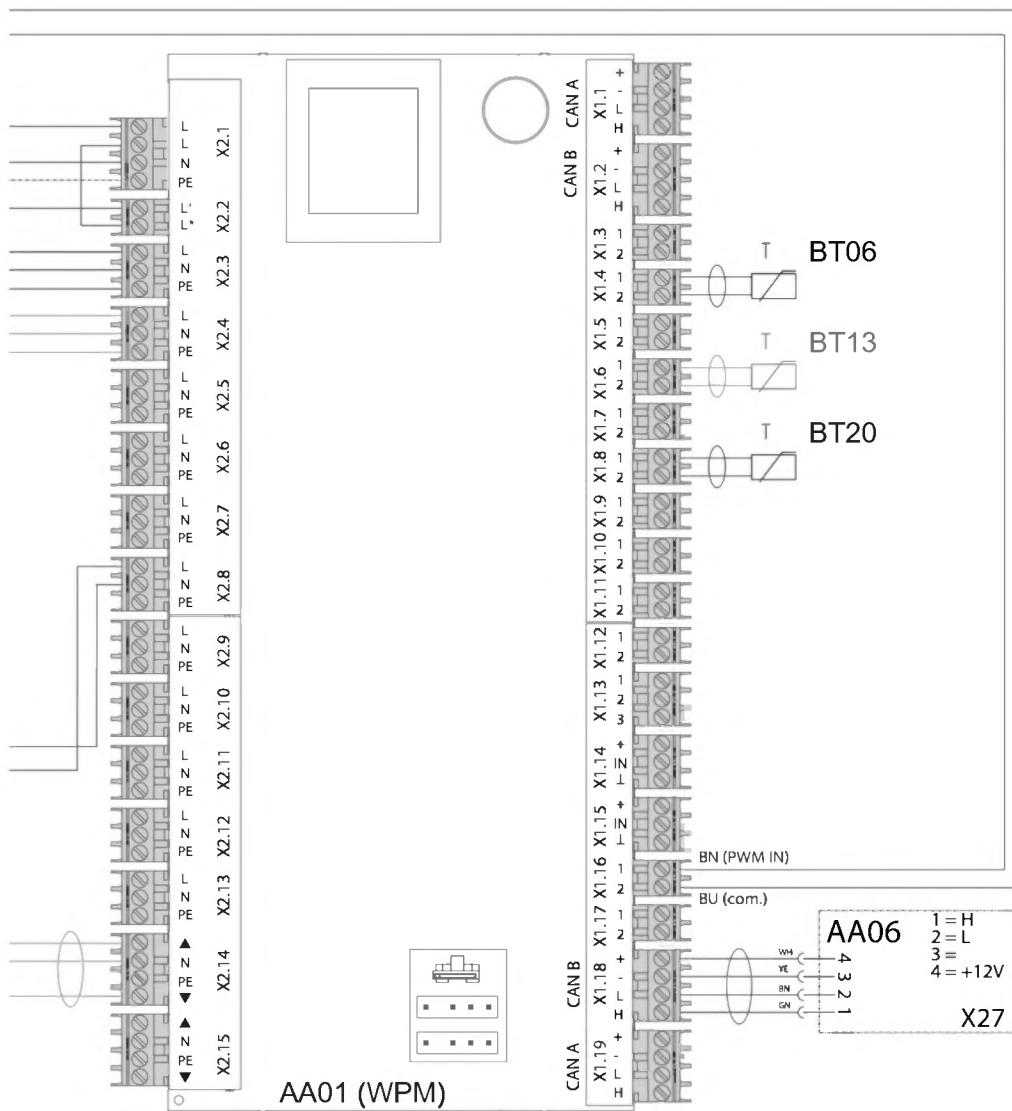 L
L
N
PE
X2.1
L'
L*
X2.2
L
N
PE
X2.3
L
N
PE
X2.4
L
N
PE
X2.5
L
N
PE
X2.6
L
N
PE
X2.7
L
N
PE
X2.8
L
N
PE
X2.9
L
N
PE
X2.10
L
N
PE
X2.11
L
N
PE
X2.12
L
N
PE
X2.13
▲
N
PE
▼
X2.14
▲
N
PE
▼
X2.15
AA01 (WPM)
CAN A
X1.1
+
-
L
H
CAN B
X1.2
+
-
L
H
X1.3
1
2
X1.4
1
2
X1.5
1
2
X1.6
1
2
X1.7
1
2
X1.8
1
2
X1.9
1
2
X1.10
1
2
X1.11
1
2
X1.12
1
2
X1.13
1
2
3
X1.14
+
IN
⊥
X1.15
+
IN
⊥
X1.16
1
2
X1.17
1
2
CAN B
X1.18
+
-
L
H
CAN A
X1.19
+
-
L
H
T
BT06
T
BT13
T
BT20
BN (PWM IN)
BU (com.)
WH
YE
BN
GN
4
3
2
1
AA06
1 = H
2 = L
3 =
4 = +12V
X27